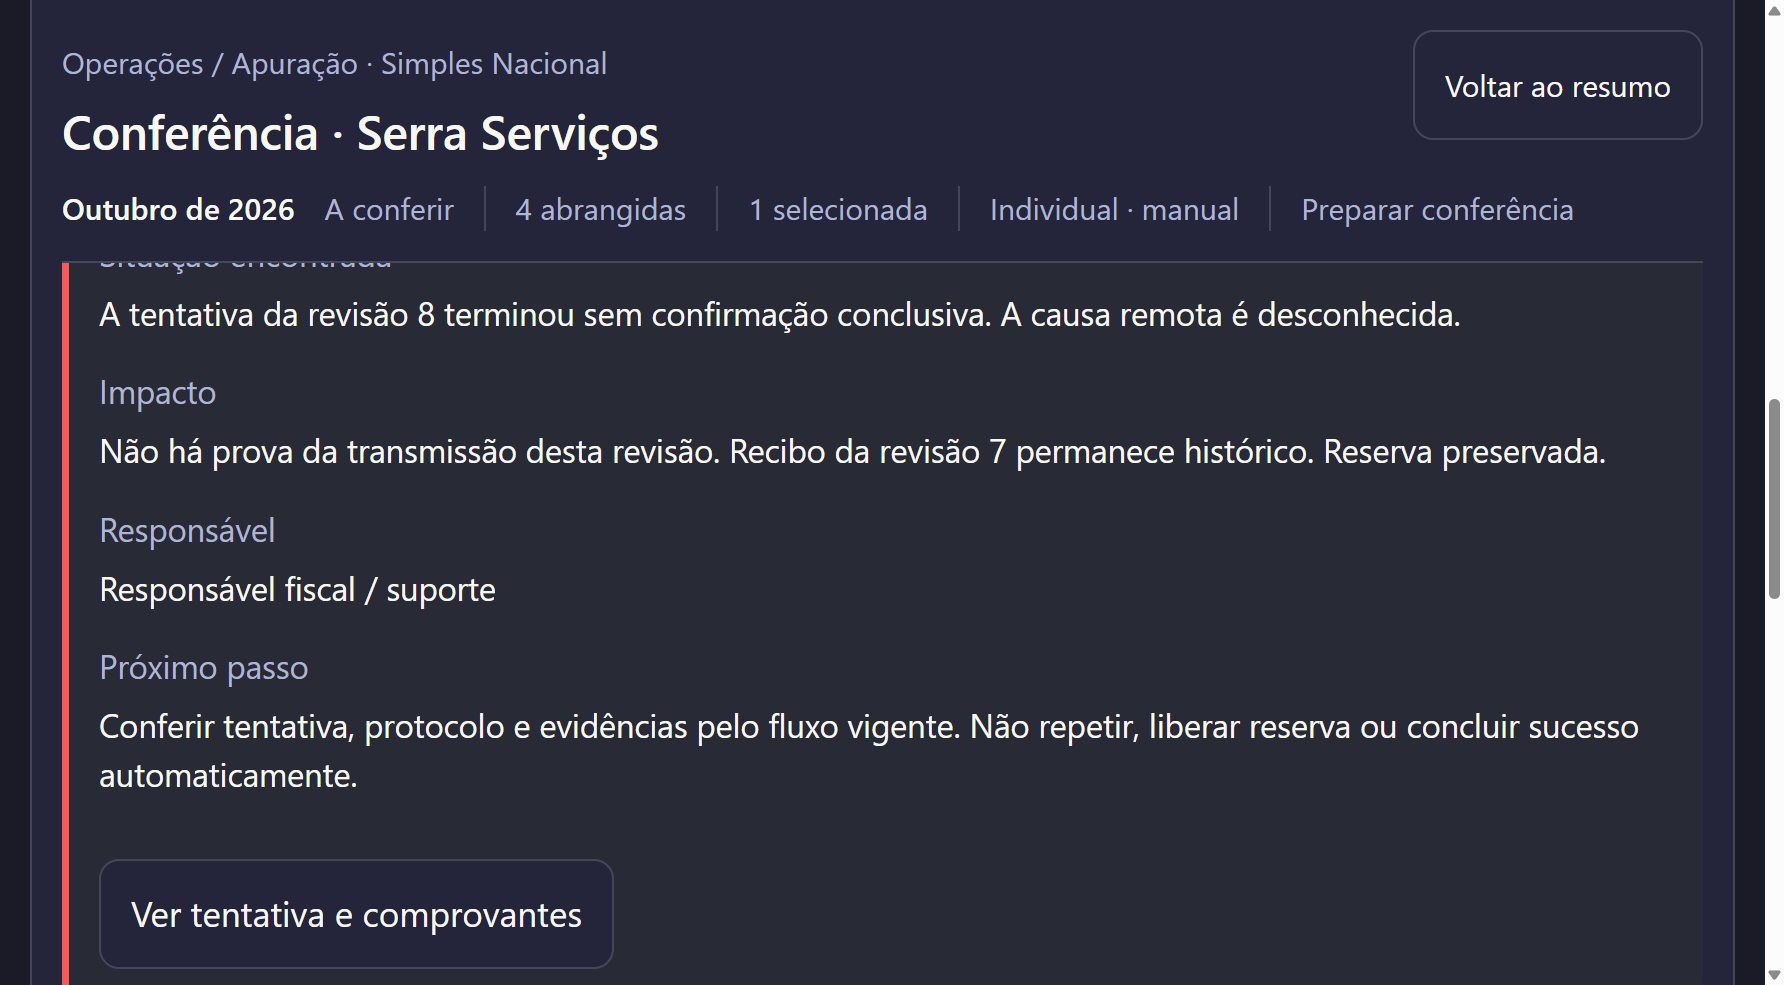 Operações / Apuração · Simples Nacional
Voltar ao resumo
Conferência · Serra Serviços
Outubro de 2026 A conferir 4 abrangidas 1 selecionada Individual · manual Preparar conferência
Situação encontrada
A tentativa da revisão 8 terminou sem confirmação conclusiva. A causa remota é desconhecida.
Impacto
Não há prova da transmissão desta revisão. Recibo da revisão 7 permanece histórico. Reserva preservada.
Responsável
Responsável fiscal / suporte
Próximo passo
Conferir tentativa, protocolo e evidências pelo fluxo vigente. Não repetir, liberar reserva ou concluir sucesso
automaticamente.
Ver tentativa e comprovantes